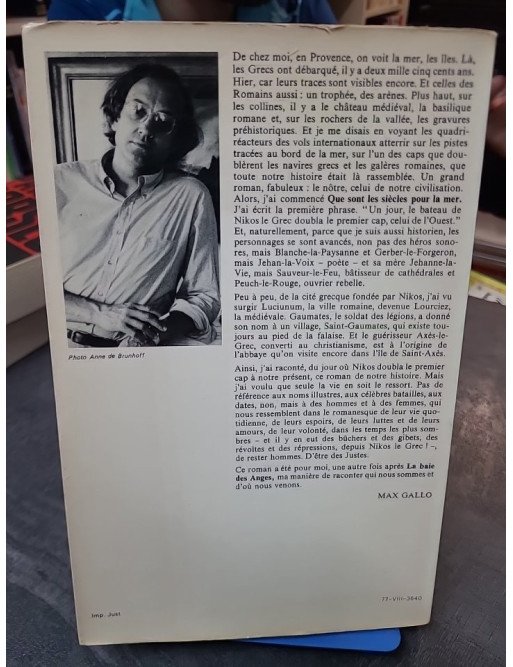 De chez moi, en Provence, on voit la mer, les îles. Là,
les Grecs ont débarqué, il y a deux mille cinq cents ans.
Hier, car leurs traces sont visibles encore. Et celles des
Romains aussi : un trophée, des arènes. Plus haut, sur
les collines, il y a le château médiéval, la basilique
romane et, sur les rochers de la vallée, les gravures
préhistoriques. Et je me disais en voyant les quadri-
réacteurs des vols internationaux atterrir sur les pistes
tracées au bord de la mer, sur l'un des caps que dou-
blèrent les navires grecs et les galères romaines, que
toute notre histoire était là rassemblée. Un grand
roman, fabuleux : le nôtre, celui de notre civilisation.
Alors, j'ai commencé Que sont les siècles pour la mer.
J'ai écrit la première phrase. "Un jour, le bateau de
Nikos le Grec doubla le premier cap, celui de l'Ouest."
Et, naturellement, parce que je suis aussi historien, les
personnages se sont avancés, non pas des héros sono-
res, mais Blanche-la-Paysanne et Gerber-le-Forgeron,
mais Jehan-la-Voix – poète – et sa mère Jehanne-la-
Vie, mais Sauveur-le-Feu, bâtisseur de cathédrales et
Peuch-le-Rouge, ouvrier rebelle.
Peu à peu, de la cité grecque fondée par Nikos, j'ai vu
surgir Luciunum, la ville romaine, devenue Lourciez,
la médiévale. Gaumates, le soldat des légions, a donné
son nom à un village, Saint-Gaumates, qui existe tou-
jours au pied de la falaise. Et le guérisseur Axès-le-
Grec, converti au christianisme, est à l'origine de
l'abbaye qu'on visite encore dans l'île de Saint-Axès.
Ainsi, j'ai raconté, du jour où Nikos doubla le premier
cap à notre présent, ce roman de notre histoire. Mais
j'ai voulu que seule la vie en soit le ressort. Pas de
référence aux noms illustres, aux célèbres batailles, aux
dates, non, mais à des hommes et à des femmes, qui
nous ressemblent dans le romanesque de leur vie quo-
tidienne, de leurs espoirs, de leurs luttes et de leurs
amours, de leur volonté, dans les temps les plus som-
bres – et il y en eut des bûchers et des gibets, des
révoltes et des répressions, depuis Nikos le Grec ! –,
de rester hommes. D'être des Justes.
Ce roman a été pour moi, une autre fois après La baie
des Anges, ma manière de raconter qui nous sommes et
d'où nous venons.
MAX GALLO
Photo Anne de Brunhoff
77-VIII-3640
Imp. Just